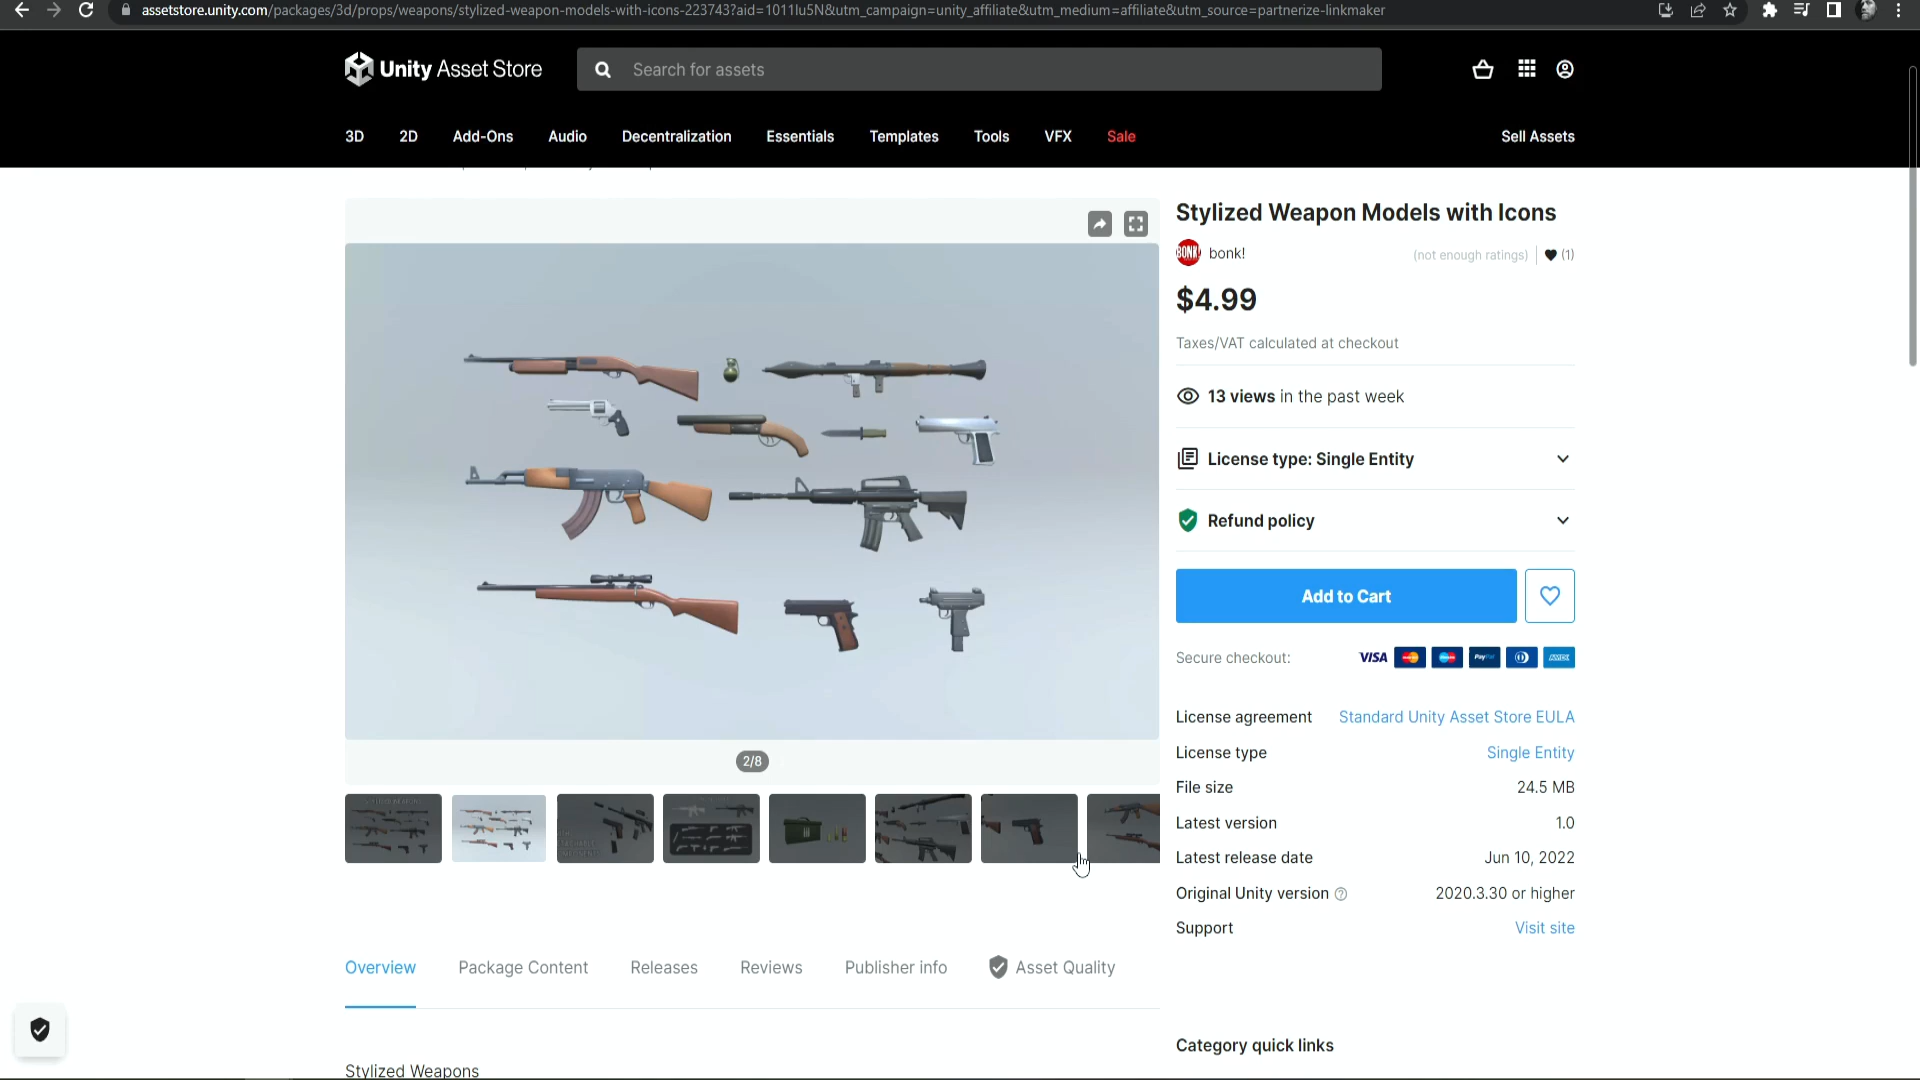 assetstore.unity.com/packages/3d/props/weapons/stylized-weapon-models-with-icons-223743?aid=1011lu5N&utm_campaign=unity_affiliate&utm_medium=affiliate&utm_source=partnerize-linkmaker
Unity Asset Store
Search for assets
3D 2D Add-Ons Audio Decentralization Essentials Templates Tools VFX Sale Sell Assets
Stylized Weapon Models with Icons
BONK! bonk! (not enough ratings) (1)
$4.99
Taxes/VAT calculated at checkout
13 views in the past week
License type: Single Entity
Refund policy
Add to Cart
Secure checkout: VISA PayPal AMEX
License agreement Standard Unity Asset Store EULA
License type Single Entity
File size 24.5 MB
Latest version 1.0
Latest release date Jun 10, 2022
Original Unity version ? 2020.3.30 or higher
Support Visit site
2/8
Overview Package Content Releases Reviews Publisher info Asset Quality
Category quick links
Stylized Weapons